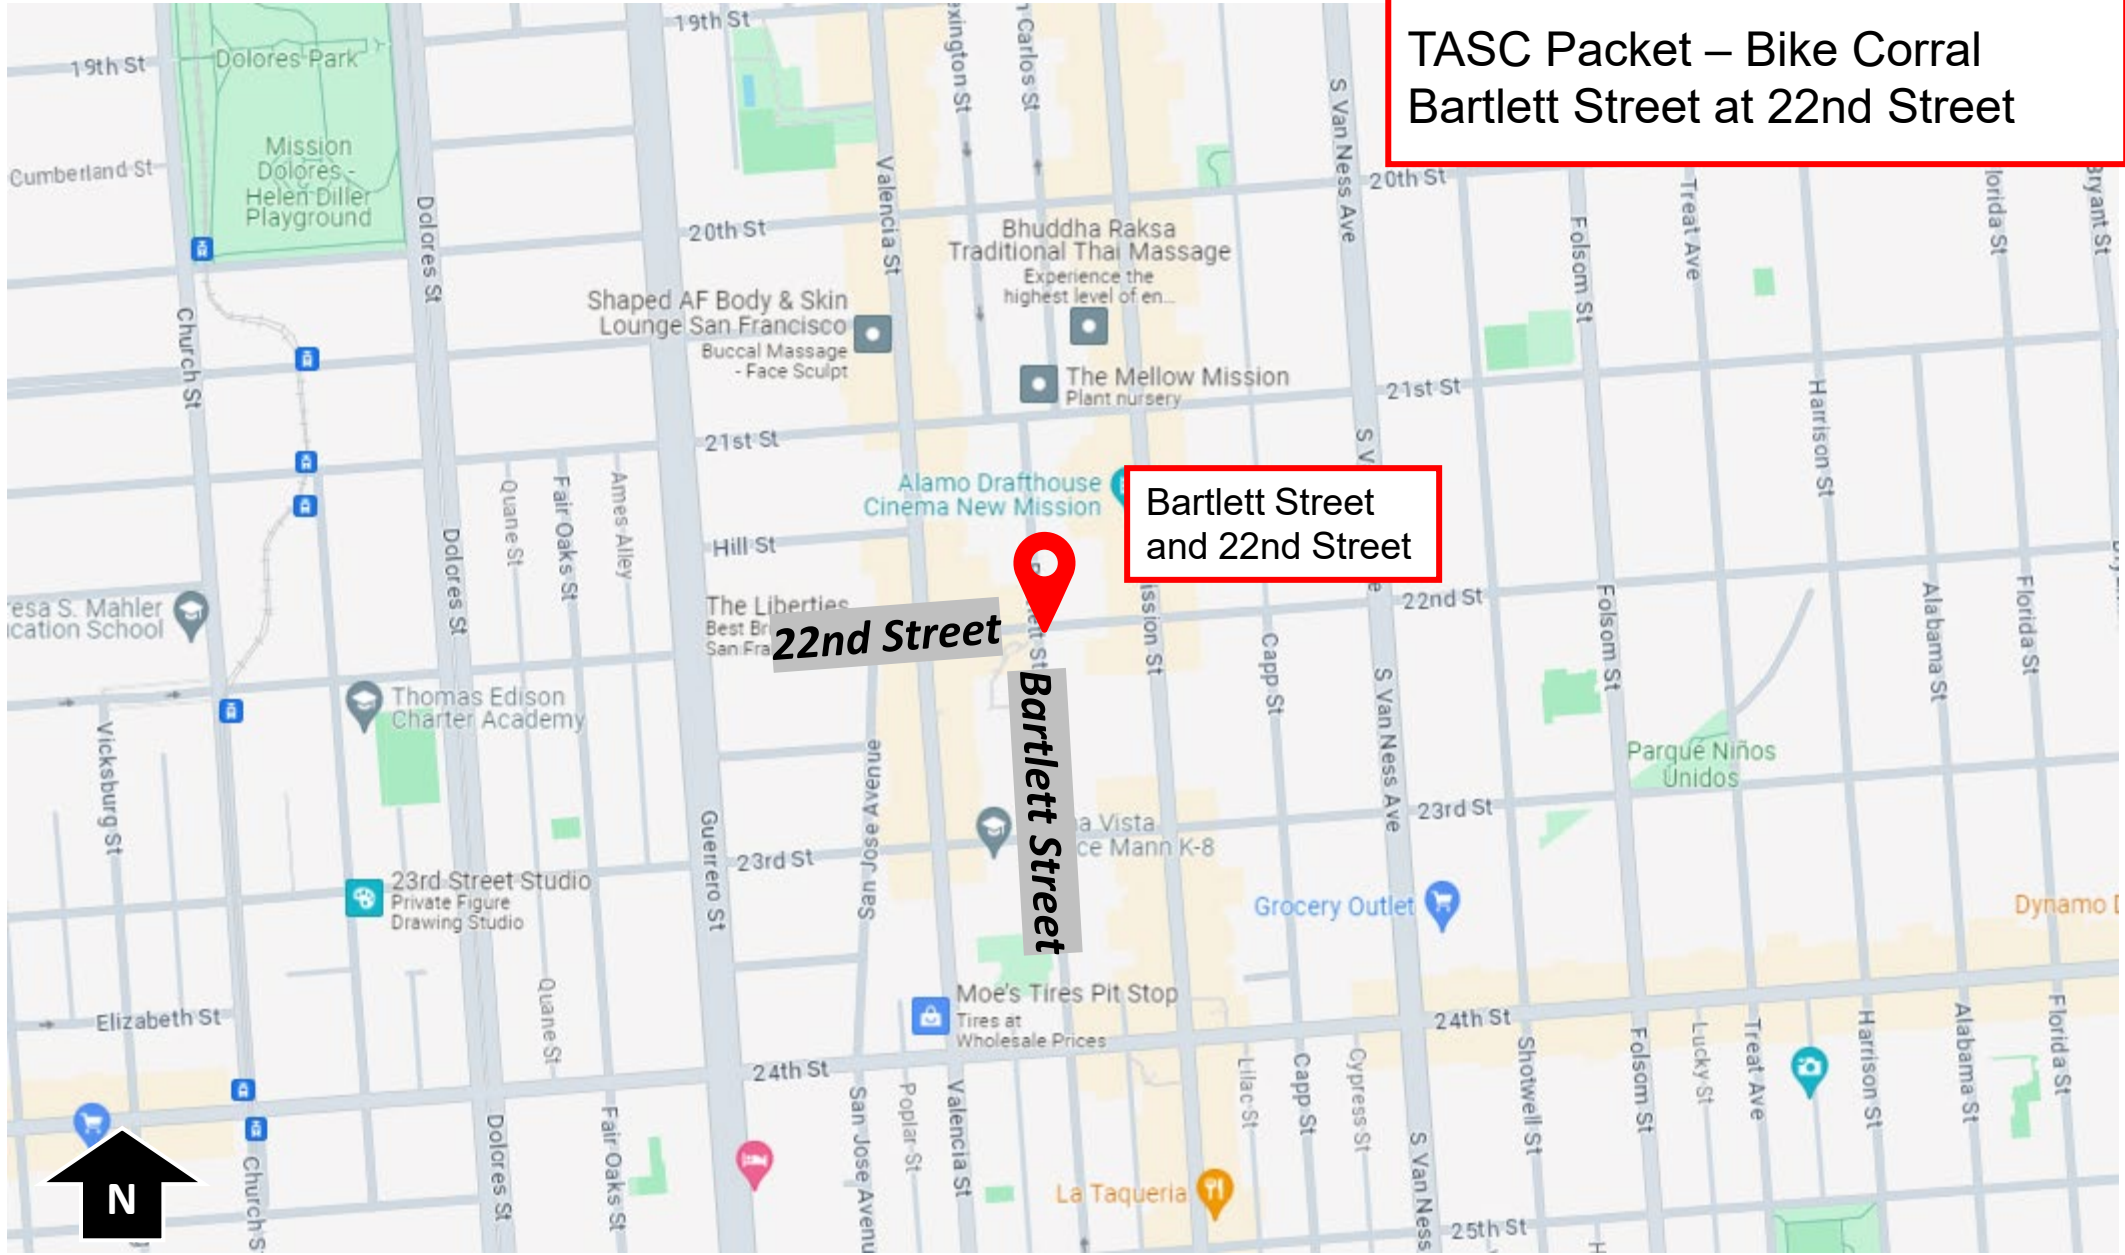 TASC Packet – Bike Corral
Bartlett Street at 22nd Street
19th St
19th St
Dolores Park
Mission
Dolores -
Helen Diller
Playground
Cumberland St
Dolores St
Church St
Valencia St
20th St
20th St
S Van Ness Ave
Folsom St
Treat Ave
Bhuddha Raksa
Traditional Thai Massage
Experience the
highest level of en...
Shaped AF Body & Skin
Lounge San Francisco
Buccal Massage
- Face Sculpt
The Mellow Mission
Plant nursery
21st St
21st St
Harrison St
Alamo Drafthouse
Cinema New Mission
Bartlett Street
and 22nd Street
Quane St
Fair Oaks St
Ames Alley
Dolores St
Hill St
The Liberties
22nd Street
22nd St
Bartlett Street
Capp St
S Van Ness Ave
Folsom St
Alabama St
Florida St
Thomas Edison
Charter Academy
Vicksburg St
Guerrero St
San Jose Avenue
Parque Niños
Unidos
23rd St
23rd St
23rd Street Studio
Private Figure
Drawing Studio
Grocery Outlet
Elizabeth St
Quane St
Moe's Tires Pit Stop
Tires at
Wholesale Prices
24th St
24th St
Church S
Dolores St
Fair Oaks St
Poplar St
Valencia St
Lilac St
Capp St
Cypress St
S Van Ness
Shotwell St
Folsom St
Lucky St
Treat Ave
Harrison St
Alabama St
Florida St
La Taqueria
25th St
N